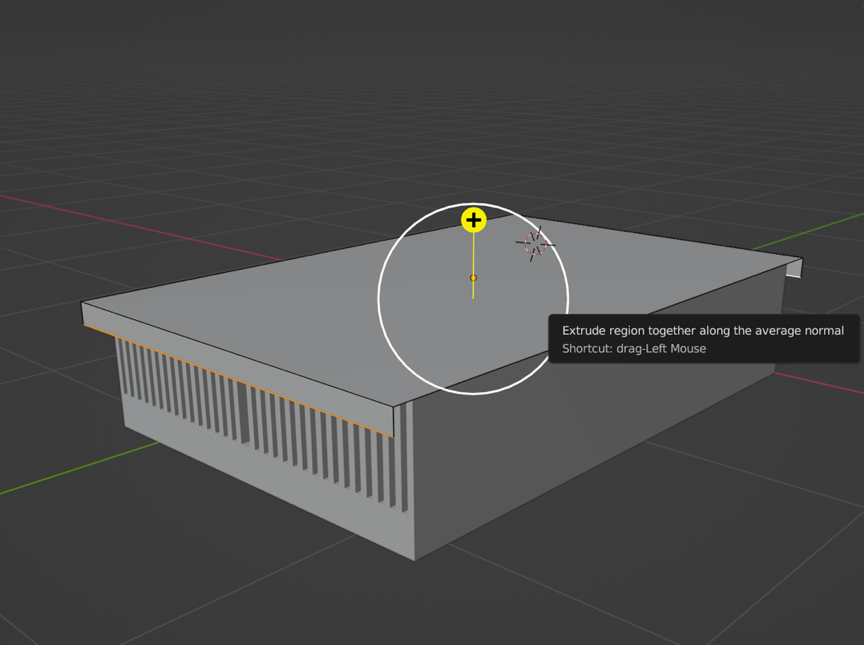 Extrude region together along the average normal
Shortcut: drag-Left Mouse